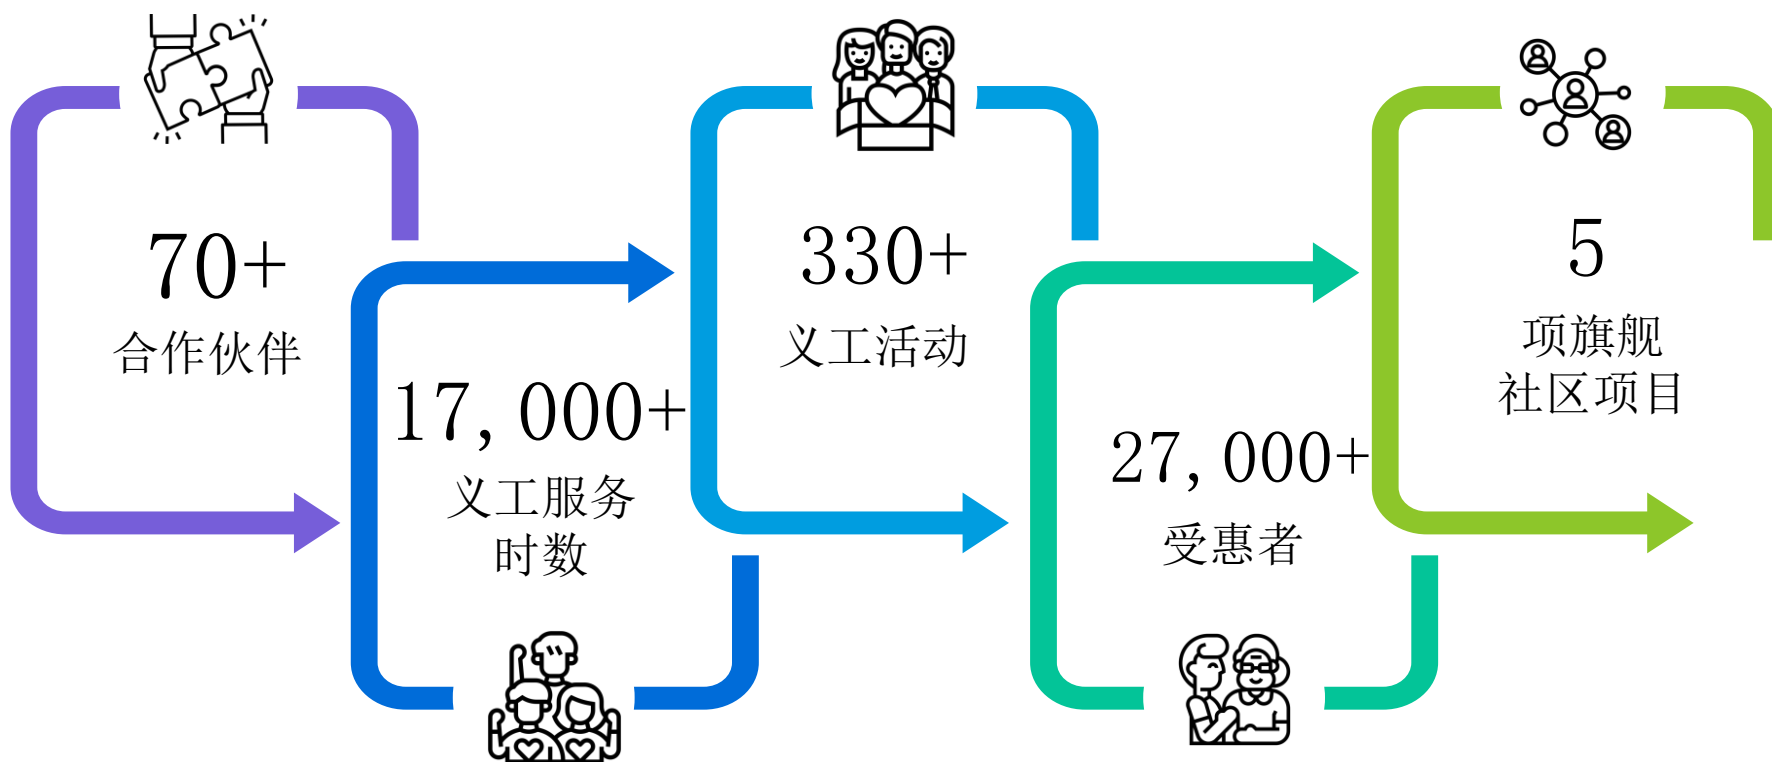 70+
合作伙伴
17,000+
义工服务
时数
330+
义工活动
27,000+
受惠者
5
项旗舰
社区项目